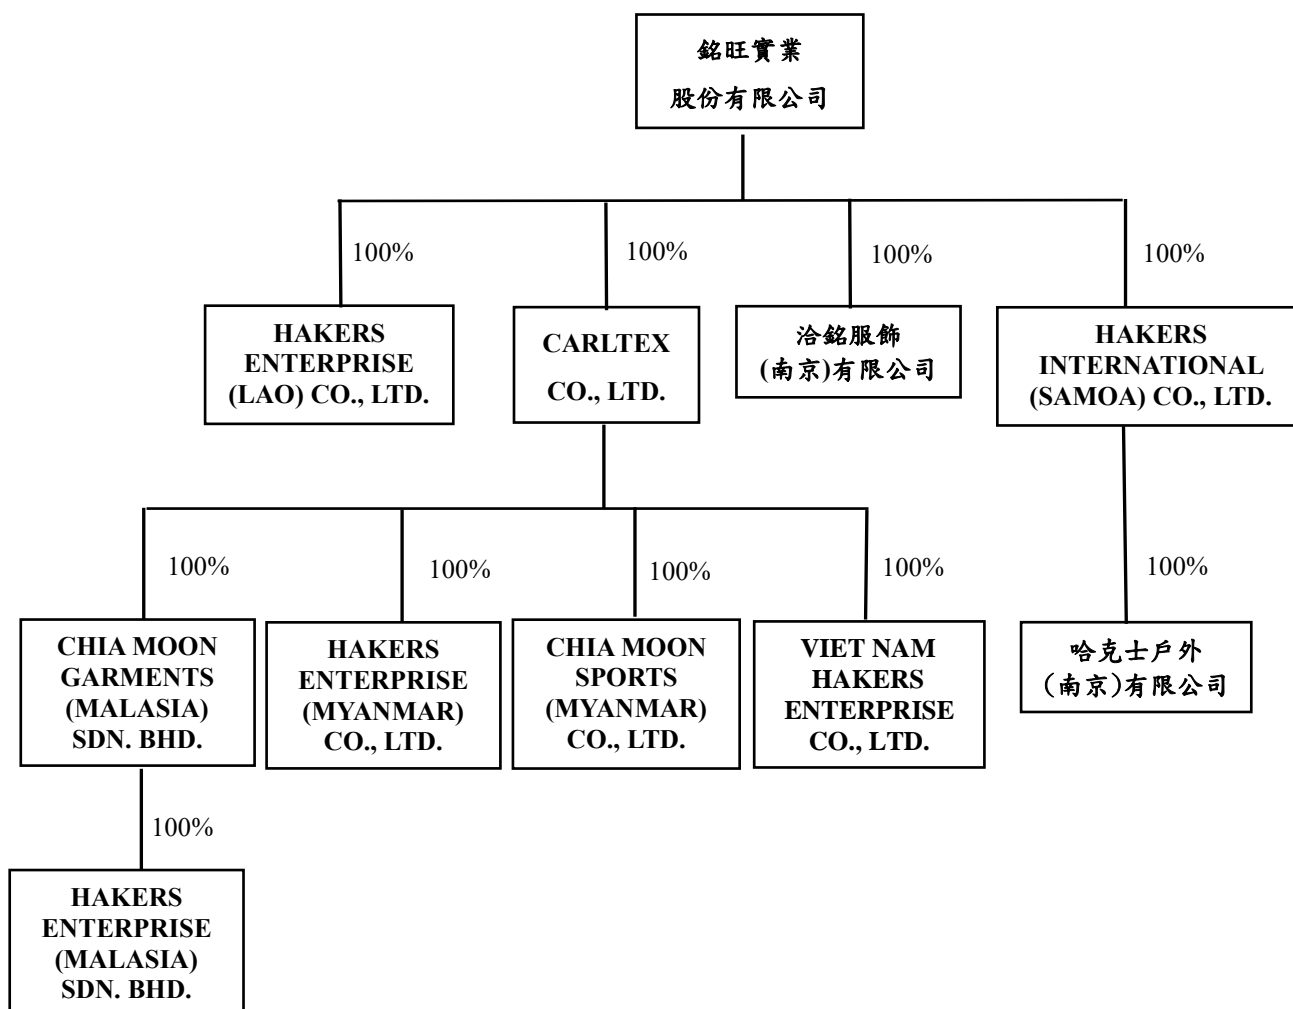 銘旺實業
股份有限公司
100%
100%
100%
100%
HAKERS
ENTERPRISE
(LAO) CO., LTD.
CARLTEX
CO., LTD.
洽銘服飾
(南京)有限公司
HAKERS
INTERNATIONAL
(SAMOA) CO., LTD.
100%
100%
100%
100%
100%
CHIA MOON
GARMENTS
(MALASIA)
SDN. BHD.
HAKERS
ENTERPRISE
(MYANMAR)
CO., LTD.
CHIA MOON
SPORTS
(MYANMAR)
CO., LTD.
VIET NAM
HAKERS
ENTERPRISE
CO., LTD.
哈克士戶外
(南京)有限公司
100%
HAKERS
ENTERPRISE
(MALASIA)
SDN. BHD.